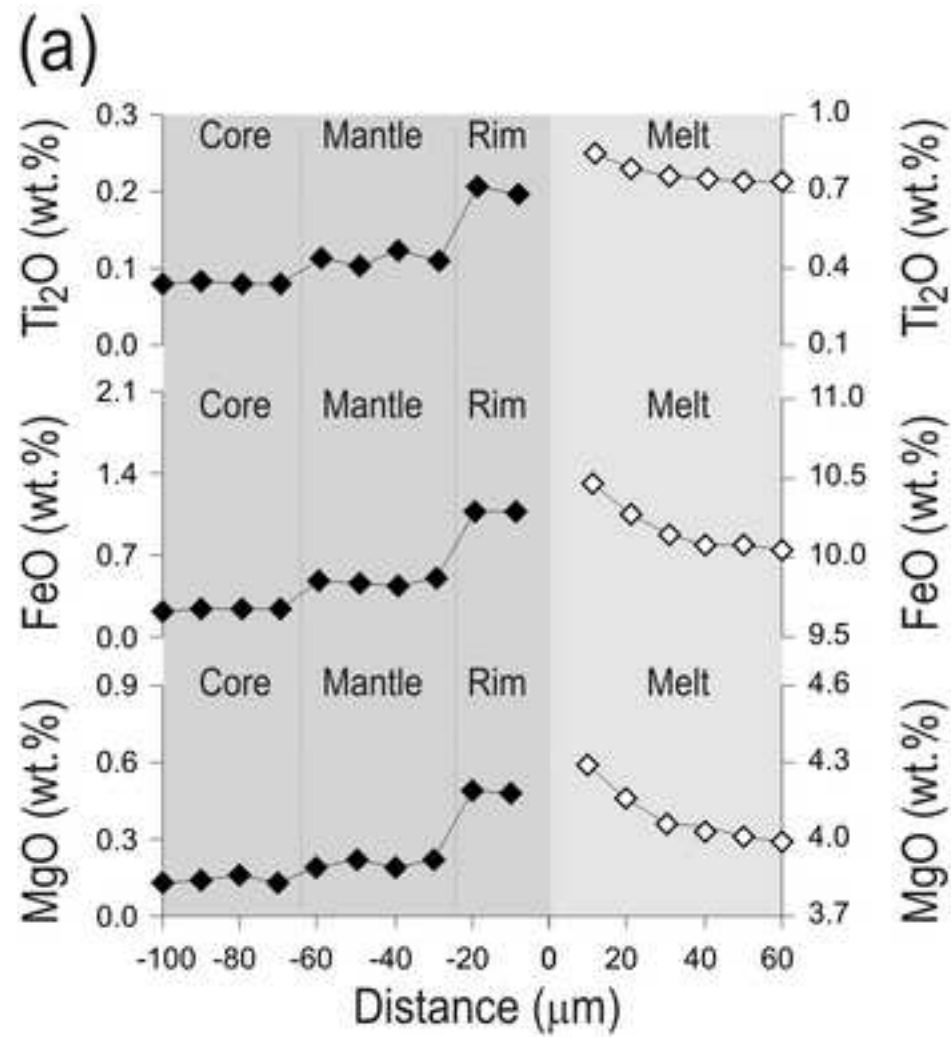 (a)
Ti₂O (wt.%)
0.3
0.2
0.1
0.0
Core Mantle Rim Melt
1.0
0.7
0.4
0.1
Ti₂O (wt.%)
FeO (wt.%)
2.1
1.4
0.7
0.0
Core Mantle Rim Melt
11.0
10.5
10.0
9.5
FeO (wt.%)
MgO (wt.%)
0.9
0.6
0.3
0.0
Core Mantle Rim Melt
4.6
4.3
4.0
3.7
MgO (wt.%)
-100 -80 -60 -40 -20 0 20 40 60
Distance (μm)